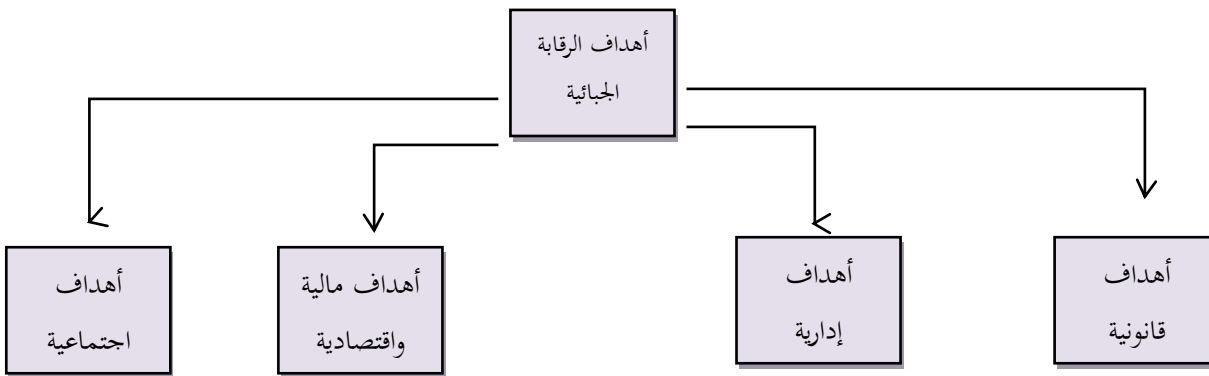 أهداف الرقابة
الجبائية
أهداف
قانونية
أهداف
إدارية
أهداف مالية
واقتصادية
أهداف
اجتماعية